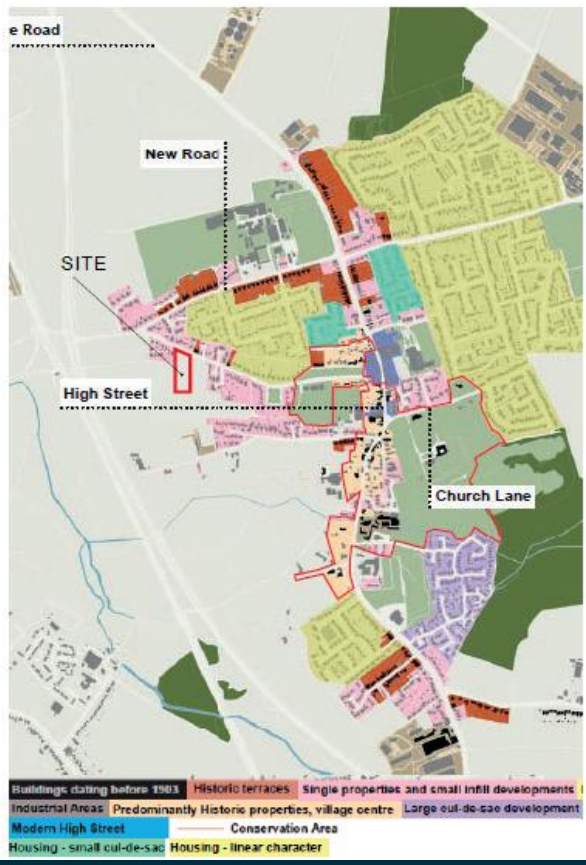 e Road
New Road
SITE
High Street
Church Lane
Buildings dating before 1903 Historic terraces Single properties and small infill developments
Industrial Areas Predominantly Historic properties, village centre Large cul-de-sac development
Modern High Street Conservation Area
Housing - small cul-de-sac Housing - linear character